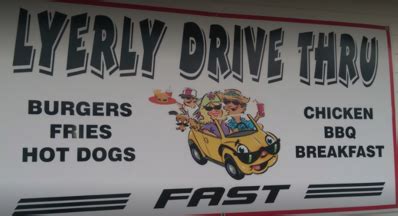 LYERLY DRIVE THRU
BURGERS
FRIES
HOT DOGS
CHICKEN
BBQ
BREAKFAST
FAST